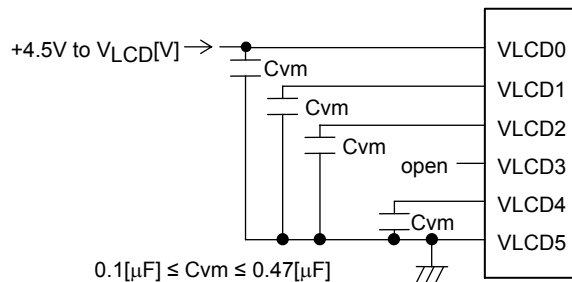 +4.5V to VLCD[V]
VLCD0
Cvm
VLCD1
Cvm
VLCD2
Cvm
open
VLCD3
VLCD4
Cvm
VLCD5
0.1[μF] ≤ Cvm ≤ 0.47[μF]